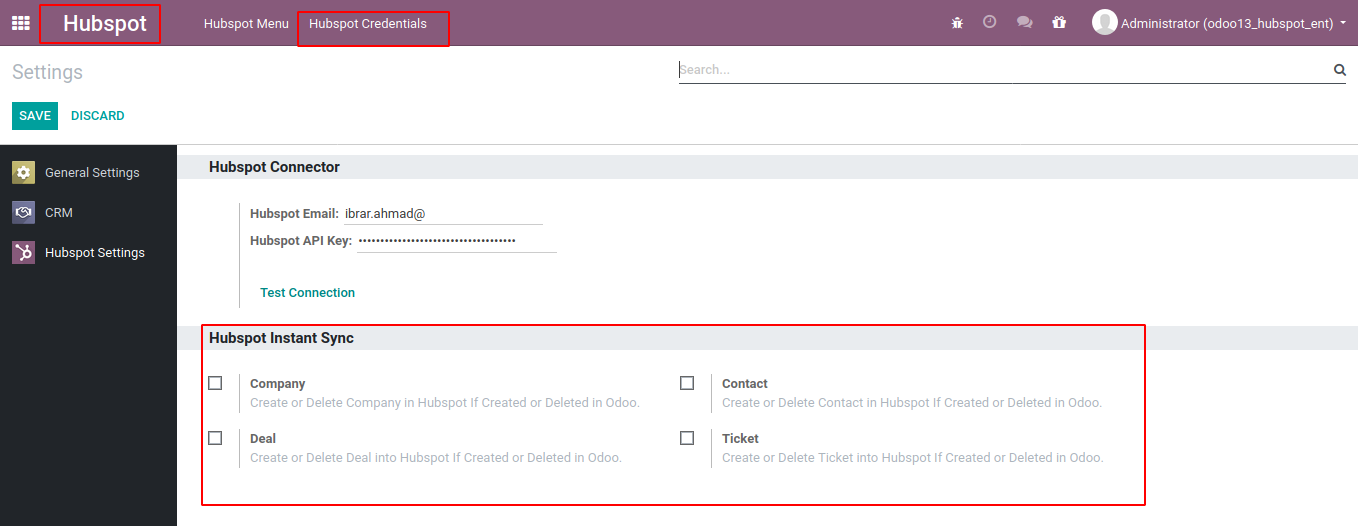 Hubspot Hubspot Menu Hubspot Credentials Administrator (odoo13_hubspot_ent)
Settings
Search...
SAVE DISCARD
General Settings
CRM
Hubspot Settings
Hubspot Connector
Hubspot Email: ibrar.ahmad@
Hubspot API Key: ••••••••••••••••••••••••••••••••••••
Test Connection
Hubspot Instant Sync
Company
Create or Delete Company in Hubspot If Created or Deleted in Odoo.
Contact
Create or Delete Contact in Hubspot If Created or Deleted in Odoo.
Deal
Create or Delete Deal into Hubspot If Created or Deleted in Odoo.
Ticket
Create or Delete Ticket into Hubspot If Created or Deleted in Odoo.